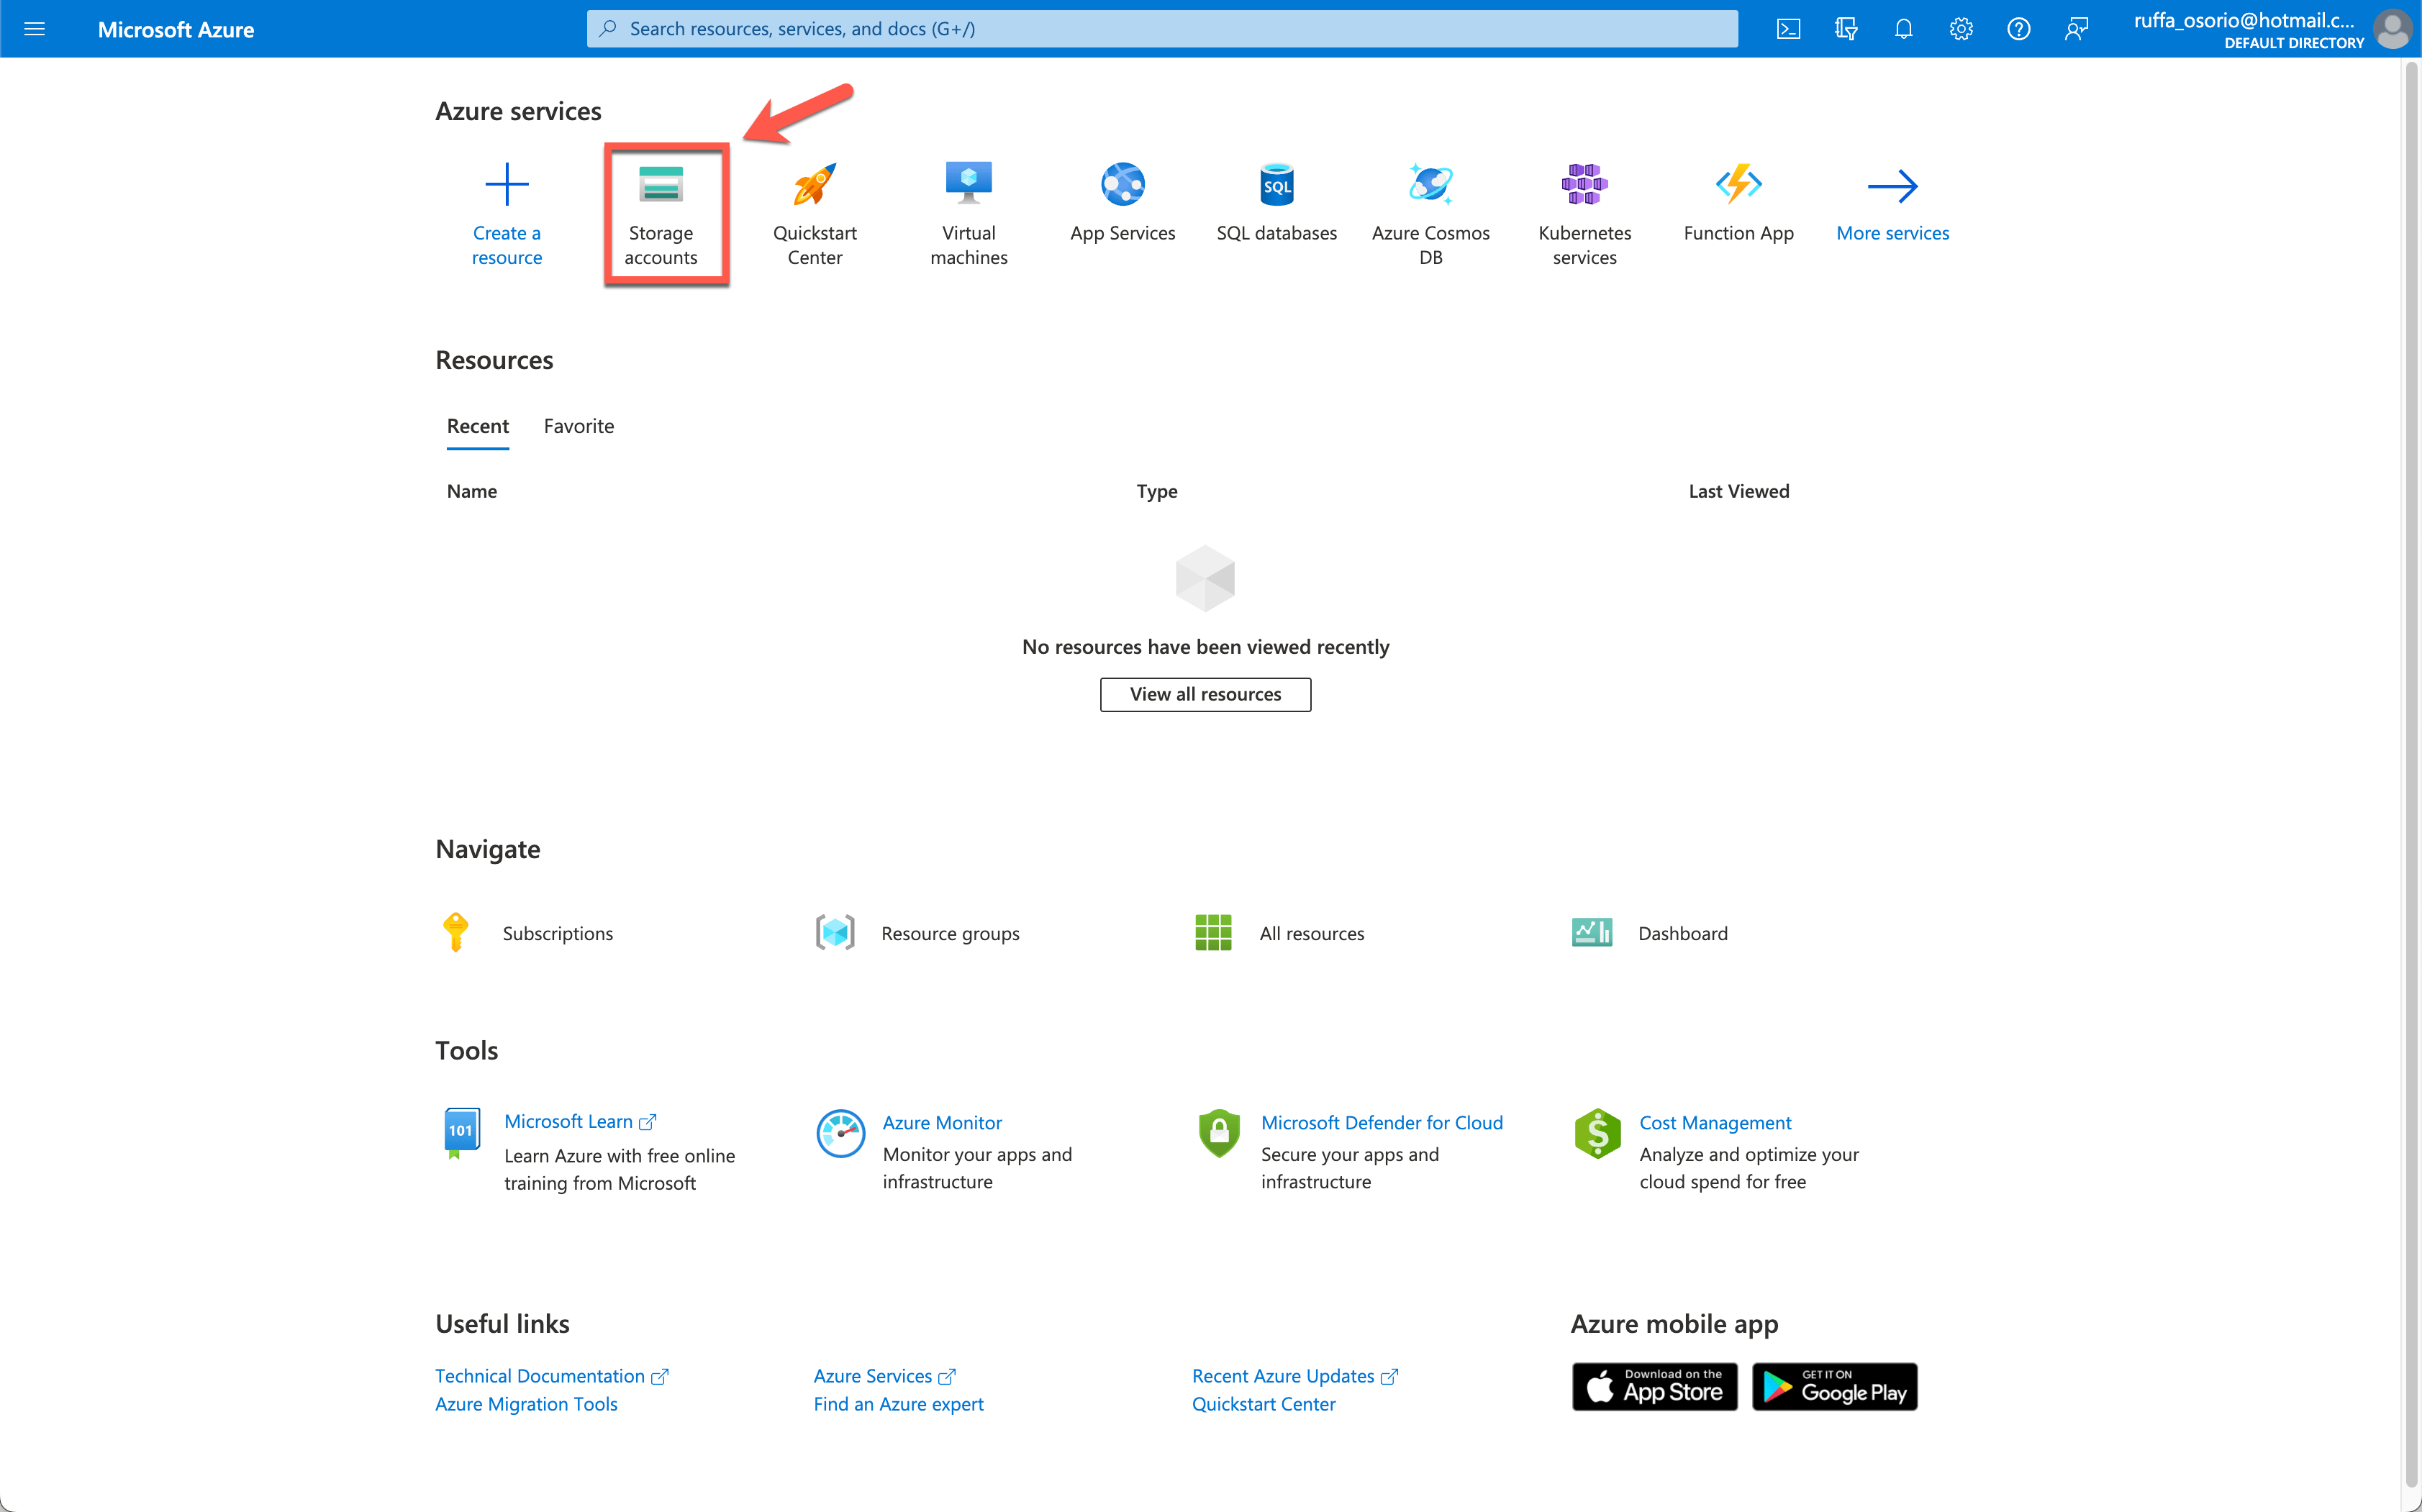 Microsoft Azure
Search resources, services, and docs (G+/)
ruffa_osorio@hotmail.c...
DEFAULT DIRECTORY
Azure services
Create a
resource
Storage
accounts
Quickstart
Center
Virtual
machines
App Services
SQL
SQL databases
Azure Cosmos
DB
Kubernetes
services
Function App
More services
Resources
Recent
Favorite
Name
Type
Last Viewed
No resources have been viewed recently
View all resources
Navigate
Subscriptions
Resource groups
All resources
Dashboard
Tools
101
Microsoft Learn
Learn Azure with free online
training from Microsoft
Azure Monitor
Monitor your apps and
infrastructure
Microsoft Defender for Cloud
Secure your apps and
infrastructure
$
Cost Management
Analyze and optimize your
cloud spend for free
Useful links
Technical Documentation
Azure Migration Tools
Azure Services
Find an Azure expert
Recent Azure Updates
Quickstart Center
Azure mobile app
Download on the
App Store
GET IT ON
Google Play